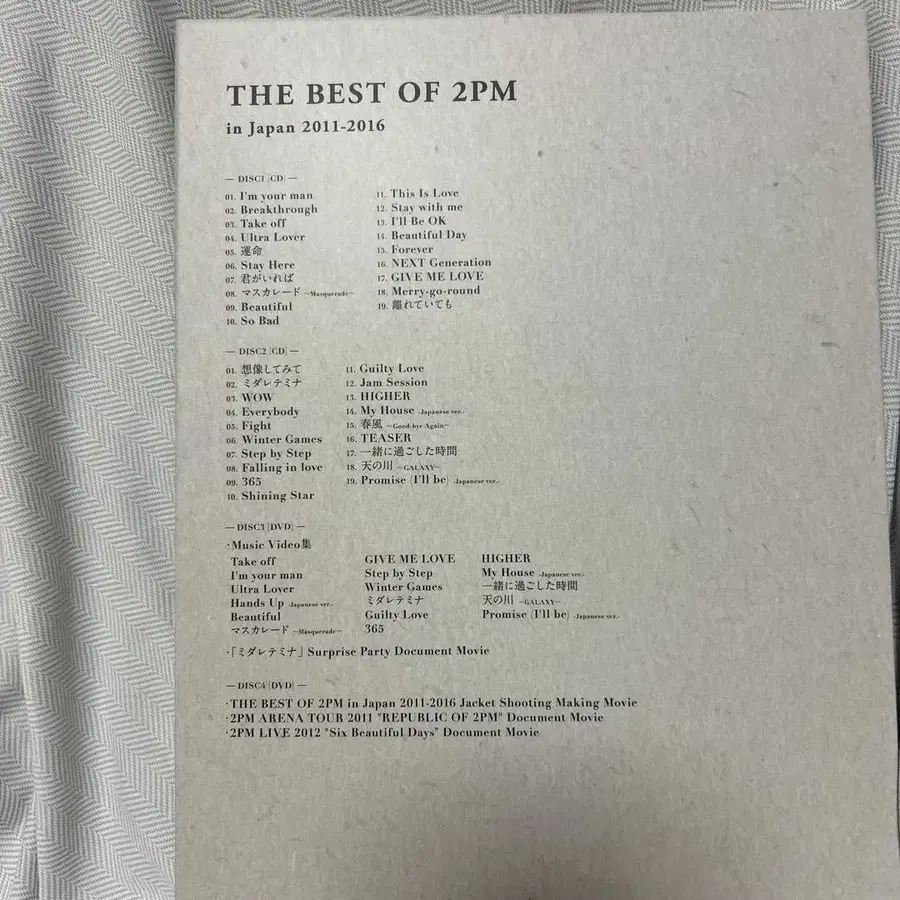 THE BEST OF 2PM
in Japan 2011-2016
— DISC1 [CD] —
01. I'm your man
02. Breakthrough
03. Take off
04. Ultra Lover
05. 運命
06. Stay Here
07. 君がいれば
08. マスカレード ~Masquerade~
09. Beautiful
10. So Bad
11. This Is Love
12. Stay with me
13. I'll Be OK
14. Beautiful Day
15. Forever
16. NEXT Generation
17. GIVE ME LOVE
18. Merry-go-round
19. 離れていても
— DISC2 [CD] —
01. 想像してみて
02. ミダレテミナ
03. WOW
04. Everybody
05. Fight
06. Winter Games
07. Step by Step
08. Falling in love
09. 365
10. Shining Star
11. Guilty Love
12. Jam Session
13. HIGHER
14. My House -Japanese ver.-
15. 春風 ~Good-bye Again~
16. TEASER
17. 一緒に過ごした時間
18. 天の川 ~GALAXY~
19. Promise (I'll be) -Japanese ver.-
— DISC3 [DVD] —
・Music Video集
Take off
I'm your man
Ultra Lover
Hands Up -Japanese ver.-
Beautiful
マスカレード ~Masquerade~
GIVE ME LOVE
Step by Step
Winter Games
ミダレテミナ
Guilty Love
365
HIGHER
My House -Japanese ver.-
一緒に過ごした時間
天の川 ~GALAXY~
Promise (I'll be) -Japanese ver.-
・「ミダレテミナ」 Surprise Party Document Movie
— DISC4 [DVD] —
・THE BEST OF 2PM in Japan 2011-2016 Jacket Shooting Making Movie
・2PM ARENA TOUR 2011 "REPUBLIC OF 2PM" Document Movie
・2PM LIVE 2012 "Six Beautiful Days" Document Movie